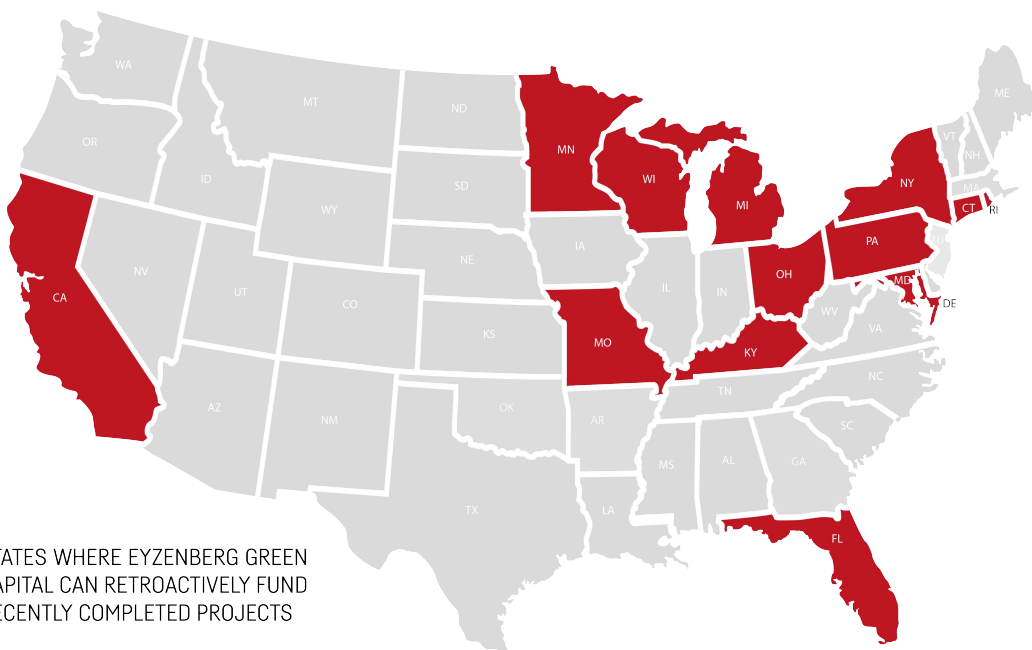 WA
MT
ND
MN
ME
OR
VT
NH
ID
SD
WI
NY
MA
WY
MI
CT
RI
IA
PA
NE
NV
OH
MD
UT
CO
IL
IN
DE
CA
WV
VA
KS
MO
KY
NC
AZ
NM
OK
AR
TN
SC
MS
AL
GA
TX
LA
FL
TATES WHERE EYZENBERG GREEN
APITAL CAN RETROACTIVELY FUND
ECENTLY COMPLETED PROJECTS